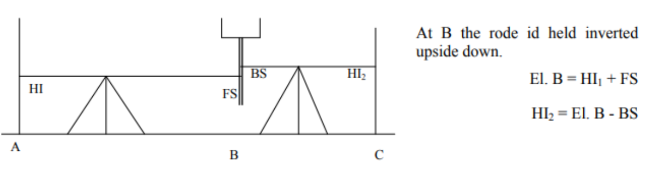 At B the rode id held inverted
upside down.
El. B = HI₁ + FS
HI₂ = El. B - BS
HI
FS
BS
HI₂
A
B
C